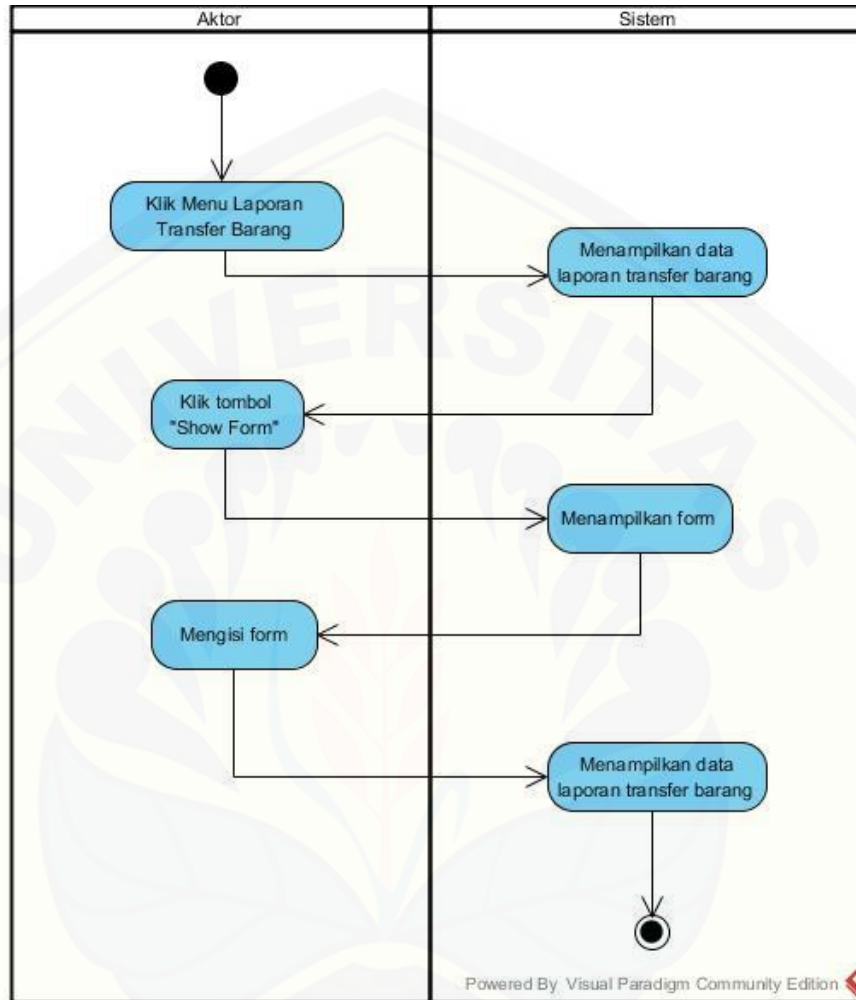 Aktor
Sistem
Klik Menu Laporan
Transfer Barang
Menampilkan data
laporan transfer barang
Klik tombol
"Show Form"
Menampilkan form
Mengisi form
Menampilkan data
laporan transfer barang
UNIVERSITAS
Powered By Visual Paradigm Community Edition